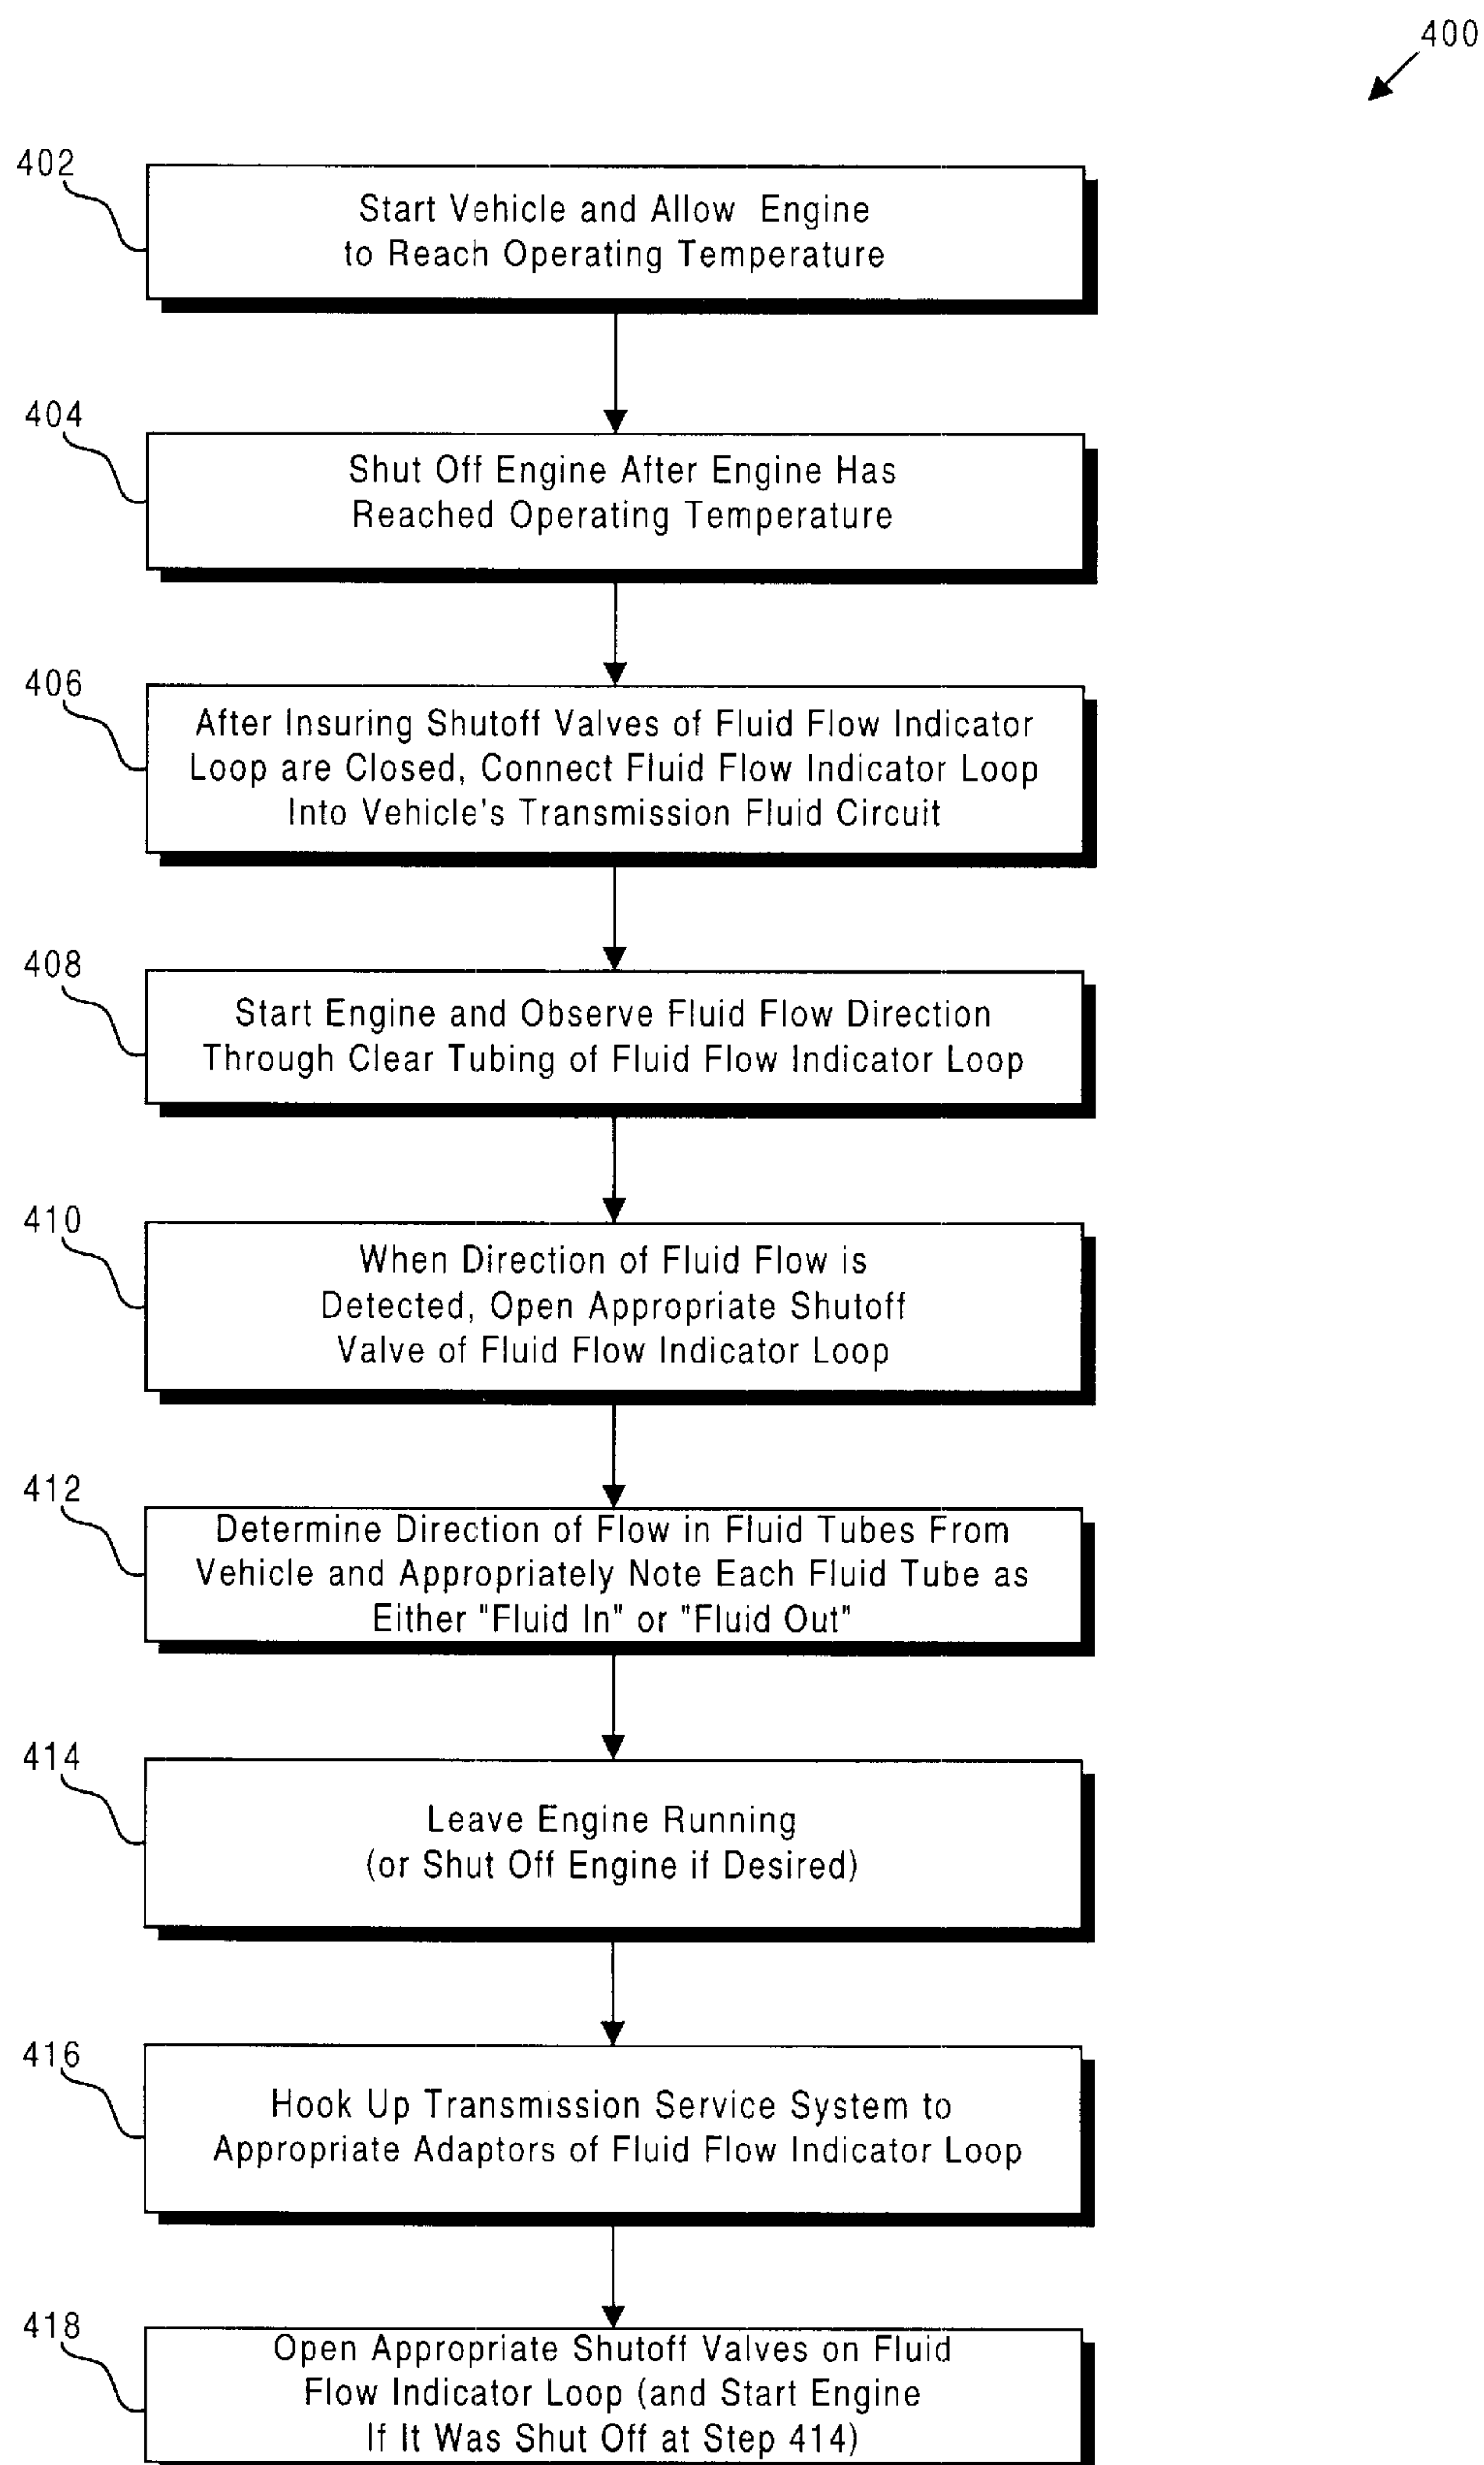 400
402
Start Vehicle and Allow Engine
to Reach Operating Temperature
404
Shut Off Engine After Engine Has
Reached Operating Temperature
406
After Insuring Shutoff Valves of Fluid Flow Indicator
Loop are Closed, Connect Fluid Flow Indicator Loop
Into Vehicle's Transmission Fluid Circuit
408
Start Engine and Observe Fluid Flow Direction
Through Clear Tubing of Fluid Flow Indicator Loop
410
When Direction of Fluid Flow is
Detected, Open Appropriate Shutoff
Valve of Fluid Flow Indicator Loop
412
Determine Direction of Flow in Fluid Tubes From
Vehicle and Appropriately Note Each Fluid Tube as
Either "Fluid In" or "Fluid Out"
414
Leave Engine Running
(or Shut Off Engine if Desired)
416
Hook Up Transmission Service System to
Appropriate Adaptors of Fluid Flow Indicator Loop
418
Open Appropriate Shutoff Valves on Fluid
Flow Indicator Loop (and Start Engine
If It Was Shut Off at Step 414)